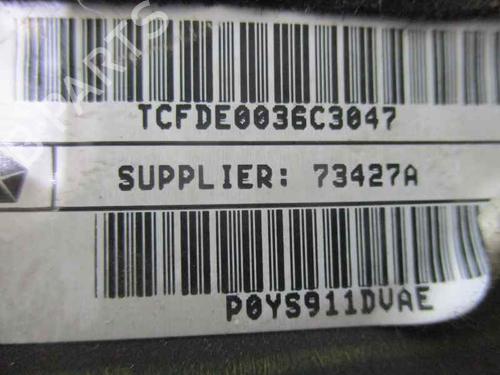 TCFDE0036C3047
SUPPLIER: 73427A
P0YS911DVAE